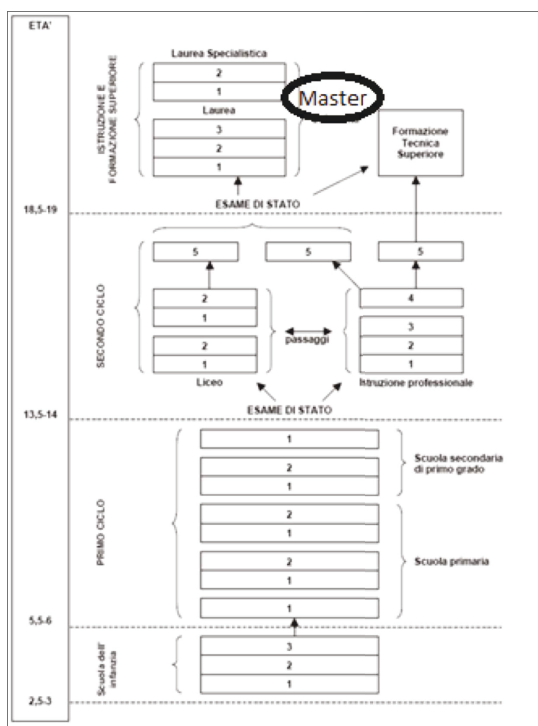 ETA'
Laurea Specialistica
2
1
Master
Laurea
3
2
1
Formazione
Tecnica
Superiore
ISTRUZIONE E
FORMAZIONE SUPERIORE
ESAME DI STATO
18,5-19
5
5
5
2
1
2
1
Liceo
passaggi
4
3
2
1
Istruzione professionale
SECONDO CICLO
ESAME DI STATO
13,5-14
1
2
1
Scuola secondaria
di primo grado
2
1
2
1
1
Scuola primaria
PRIMO CICLO
5,5-6
3
2
1
Scuola dell'
infanzia
2,5-3